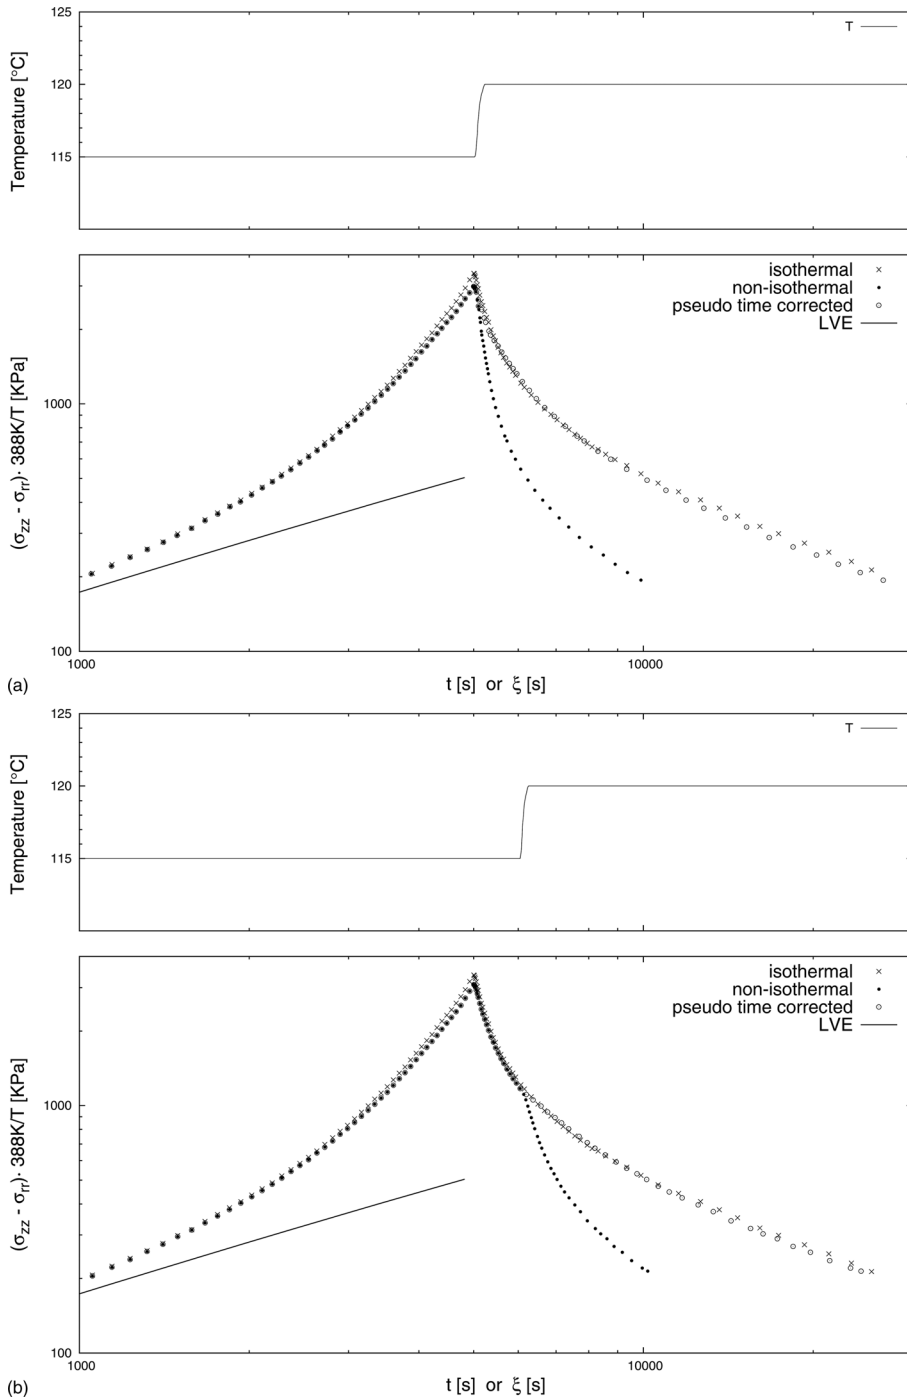 125
T
120
115
Temperature [°C]
isothermal
non-isothermal
pseudo time corrected
LVE
1000
100
(σzz - σrr)· 388K/T [KPa]
1000
10000
t [s] or ξ [s]
(a)
125
T
120
115
Temperature [°C]
isothermal
non-isothermal
pseudo time corrected
LVE
1000
100
(σzz - σrr)· 388K/T [KPa]
1000
10000
t [s] or ξ [s]
(b)